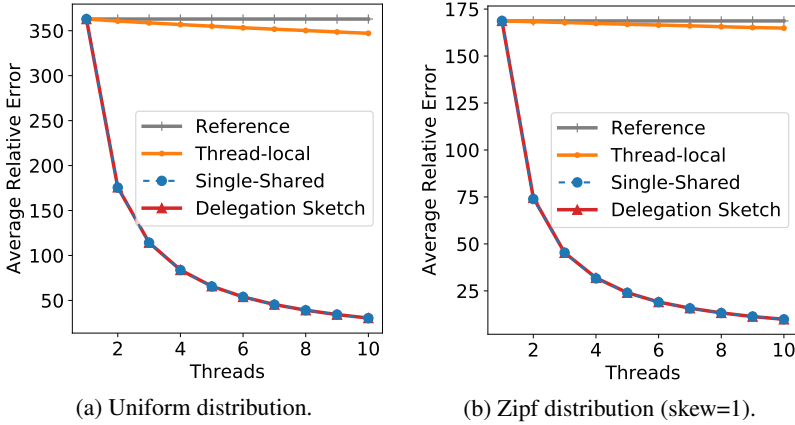 350
300
250
200
150
100
50
Average Relative Error
Reference
Thread-local
Single-Shared
Delegation Sketch
2 4 6 8 10
Threads
(a) Uniform distribution.
175
150
125
100
75
50
25
Average Relative Error
Reference
Thread-local
Single-Shared
Delegation Sketch
2 4 6 8 10
Threads
(b) Zipf distribution (skew=1).